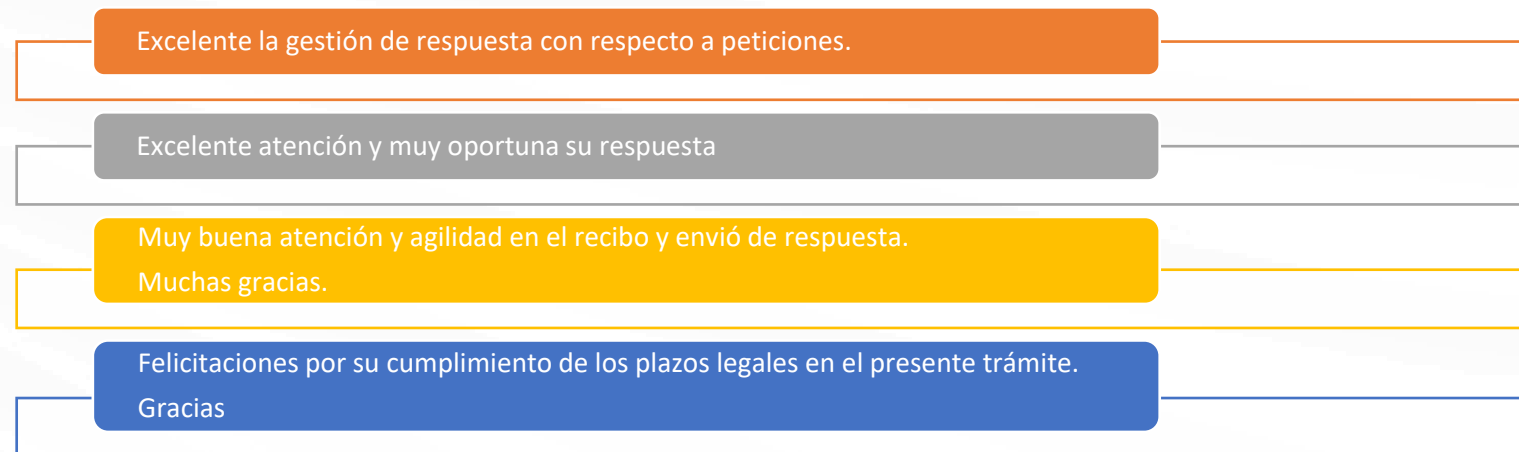 Excelente la gestión de respuesta con respecto a peticiones.
Excelente atención y muy oportuna su respuesta
Muy buena atención y agilidad en el recibo y envió de respuesta.
Muchas gracias.
Felicitaciones por su cumplimiento de los plazos legales en el presente trámite.
Gracias